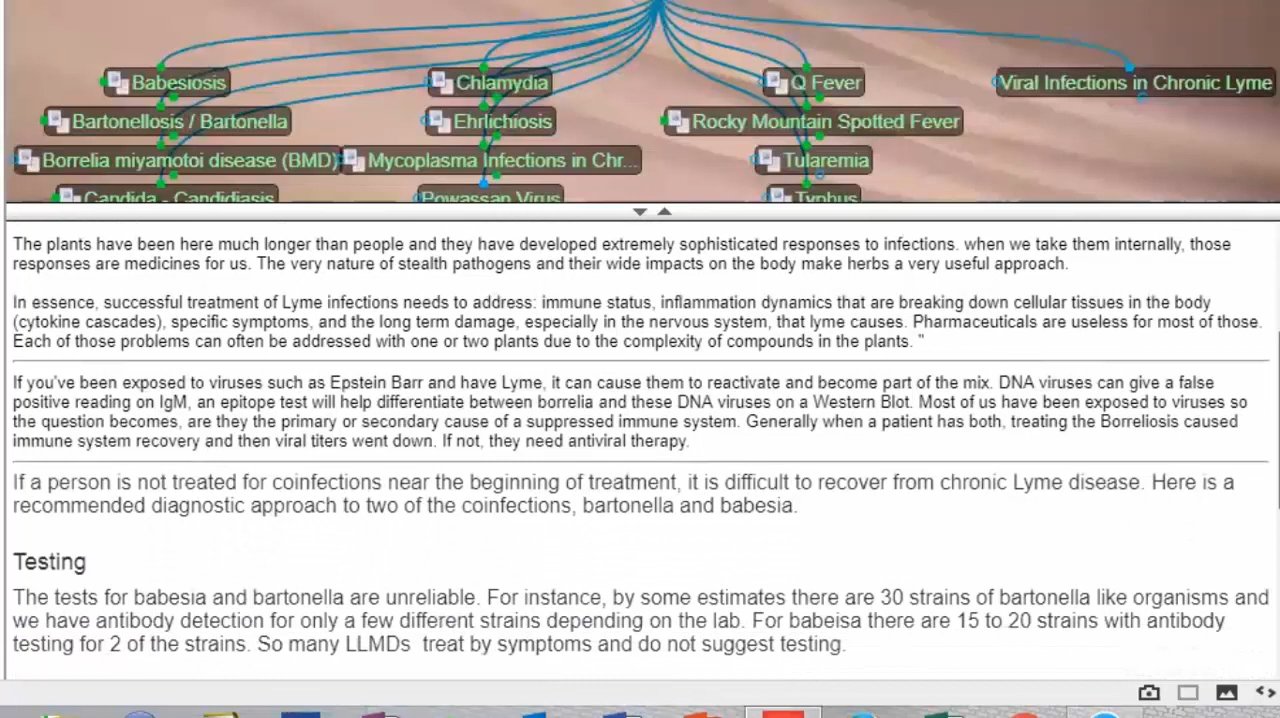 Babesiosis
Chlamydia
Q Fever
Viral Infections in Chronic Lyme
Bartonellosis / Bartonella
Ehrlichiosis
Rocky Mountain Spotted Fever
Borrelia miyamotoi disease (BMD)
Mycoplasma Infections in Chr...
Tularemia
Candida - Candidiasis
Powassan Virus
Typhus
The plants have been here much longer than people and they have developed extremely sophisticated responses to infections. when we take them internally, those
responses are medicines for us. The very nature of stealth pathogens and their wide impacts on the body make herbs a very useful approach.
In essence, successful treatment of Lyme infections needs to address: immune status, inflammation dynamics that are breaking down cellular tissues in the body
(cytokine cascades), specific symptoms, and the long term damage, especially in the nervous system, that lyme causes. Pharmaceuticals are useless for most of those.
Each of those problems can often be addressed with one or two plants due to the complexity of compounds in the plants. "
If you've been exposed to viruses such as Epstein Barr and have Lyme, it can cause them to reactivate and become part of the mix. DNA viruses can give a false
positive reading on IgM, an epitope test will help differentiate between borrelia and these DNA viruses on a Western Blot. Most of us have been exposed to viruses so
the question becomes, are they the primary or secondary cause of a suppressed immune system. Generally when a patient has both, treating the Borreliosis caused
immune system recovery and then viral titers went down. If not, they need antiviral therapy.
If a person is not treated for coinfections near the beginning of treatment, it is difficult to recover from chronic Lyme disease. Here is a
recommended diagnostic approach to two of the coinfections, bartonella and babesia.
Testing
The tests for babesia and bartonella are unreliable. For instance, by some estimates there are 30 strains of bartonella like organisms and
we have antibody detection for only a few different strains depending on the lab. For babeisa there are 15 to 20 strains with antibody
testing for 2 of the strains. So many LLMDs  treat by symptoms and do not suggest testing.